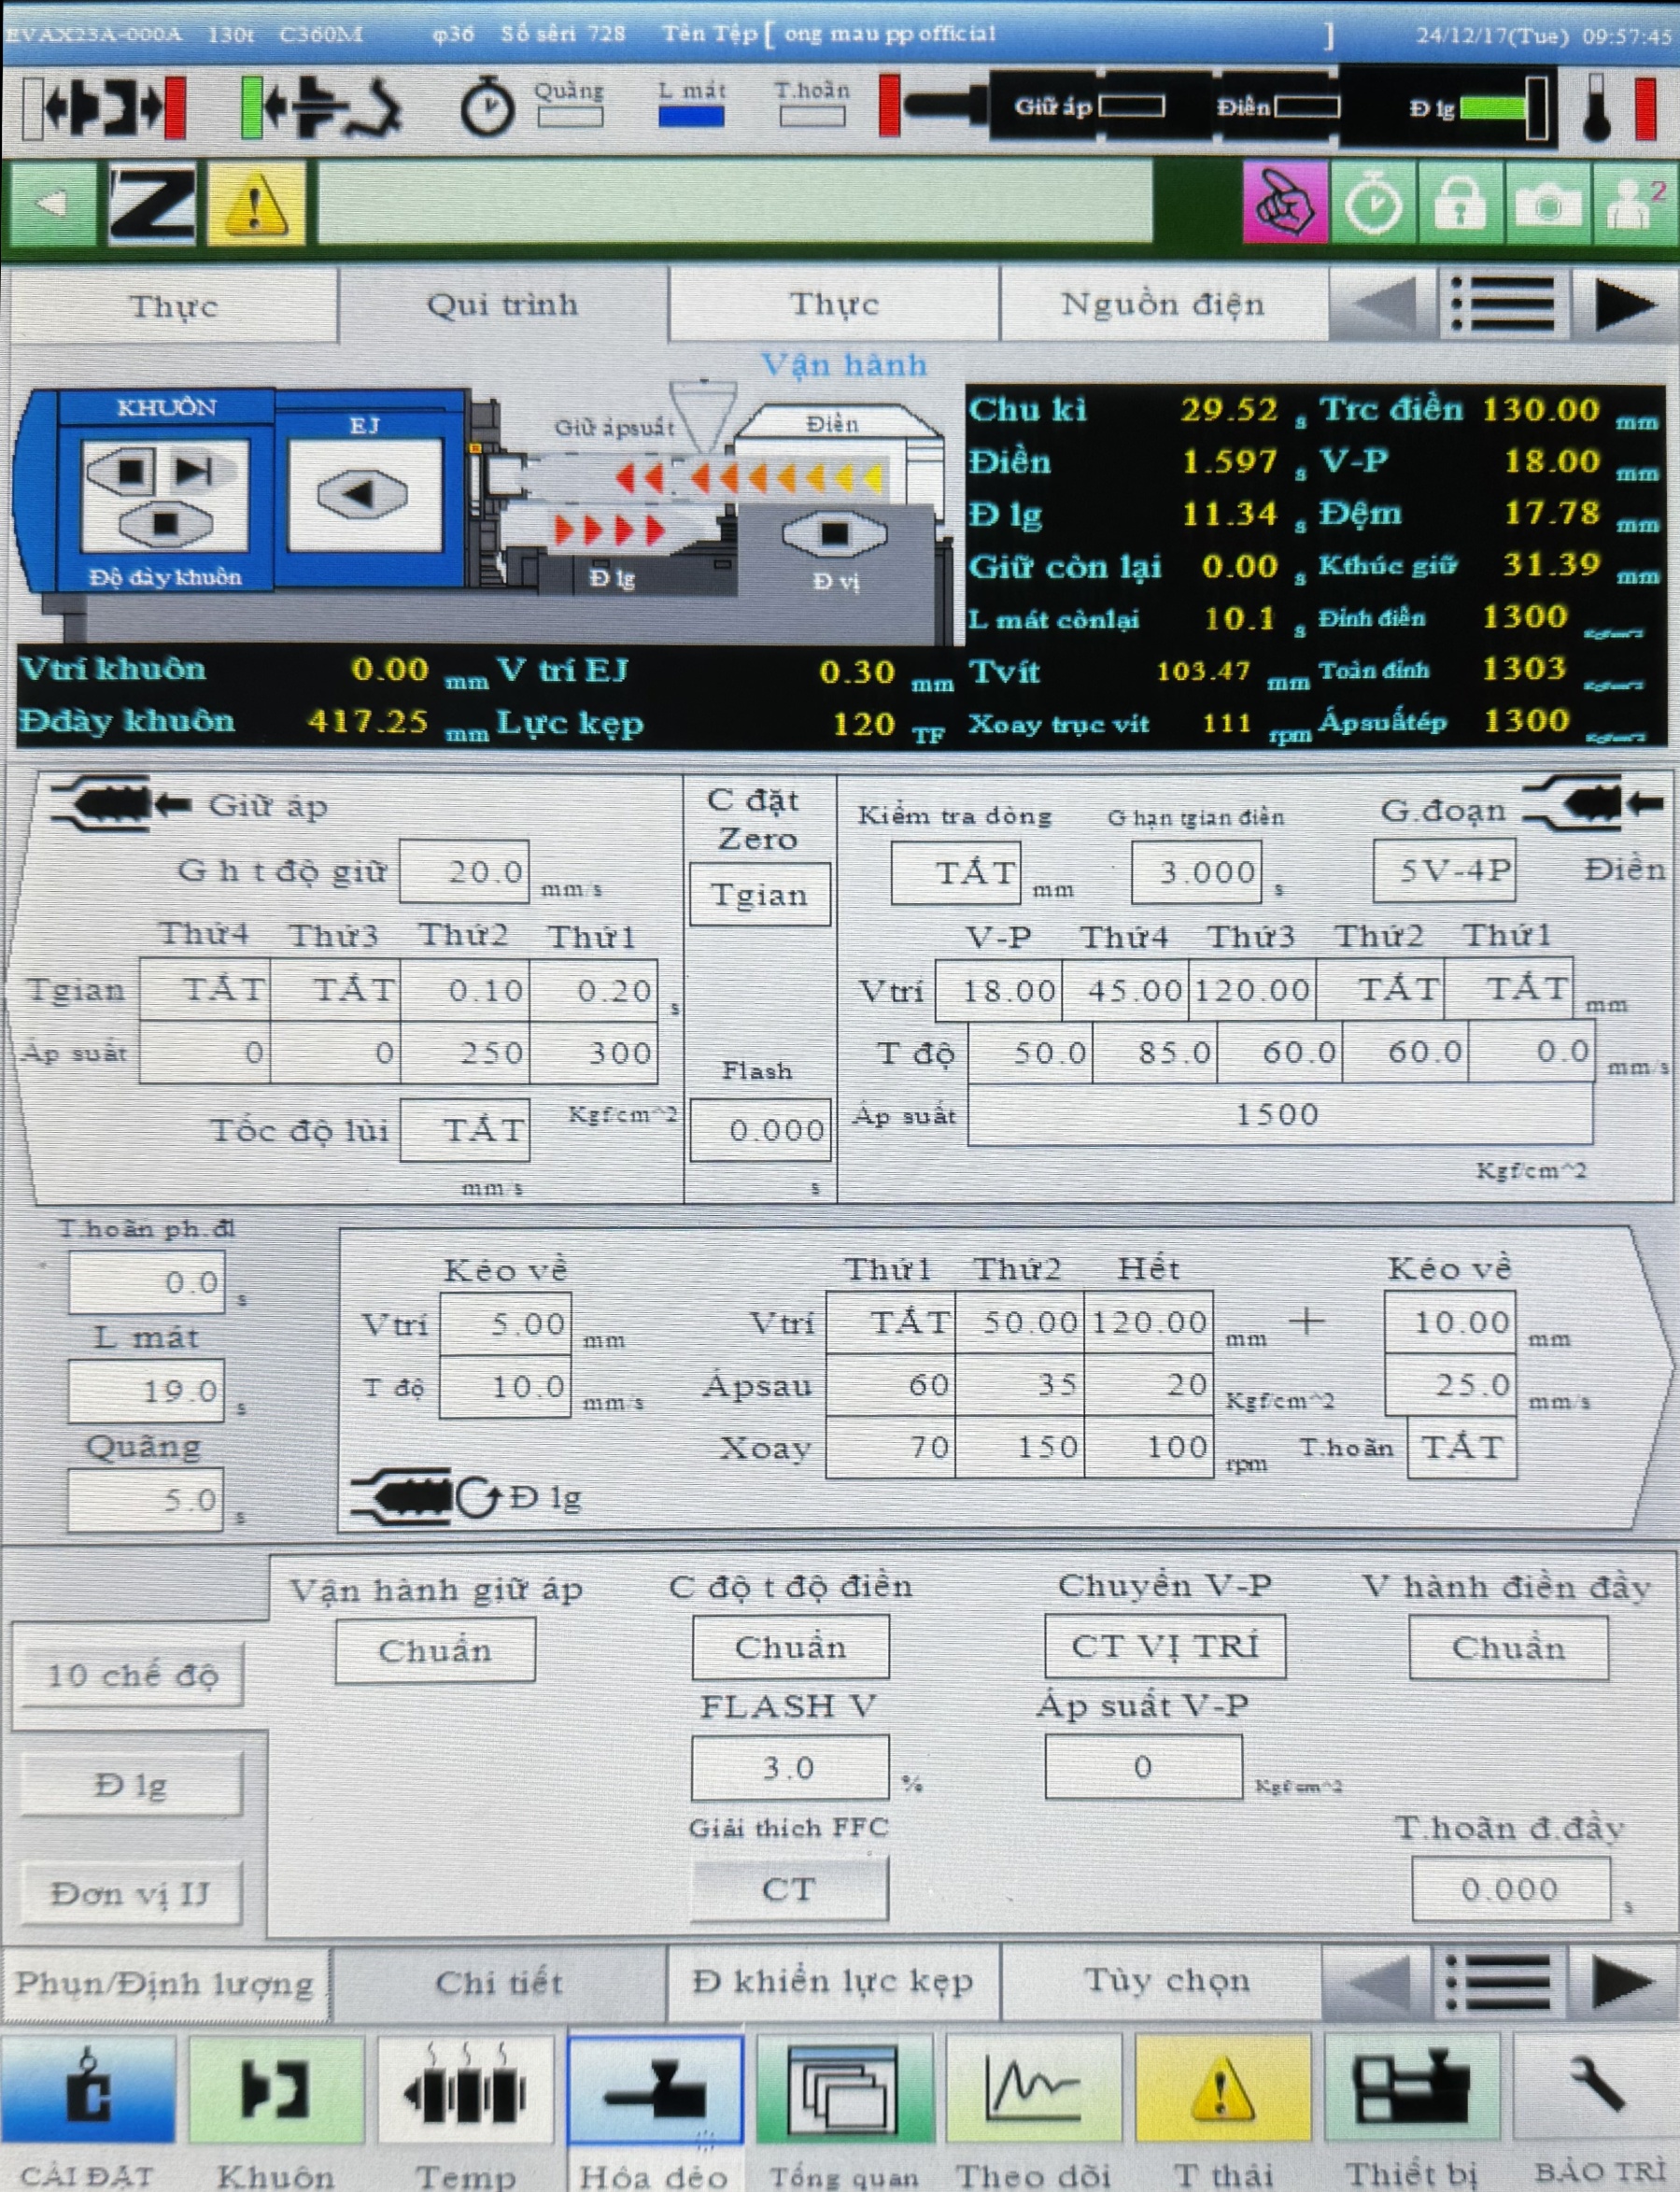 EVAX23A-000A 130t C360M φ36 Số sêri 728 Tên Tệp [ ong mau pp official ] 24/12/17(Tue) 09:57:45
Quãng L mát T.hoãn Giữ áp Điền Đ lg
2
Thực Qui trình Thực Nguồn điện
Vận hành
KHUÔN EJ Giữ ápsuất Điền
Độ dày khuôn Đ lg Đ vị
Chu kì 29.52 s Trc điền 130.00 mm
Điền 1.597 s V-P 18.00 mm
Đ lg 11.34 s Đệm 17.78 mm
Giữ còn lại 0.00 s Kthúc giữ 31.39 mm
L mát cònlại 10.1 s Đỉnh điền 1300
Vtrí khuôn 0.00 mm V trí EJ 0.30 mm Tvít 103.47 mm Toàn đỉnh 1303
Đdày khuôn 417.25 mm Lực kẹp 120 TF Xoay trục vít 111 rpm Ápsuấtép 1300
Giữ áp
G h t độ giữ 20.0 mm/s
Thứ4 Thứ3 Thứ2 Thứ1
Tgian TẮT TẮT 0.10 0.20 s
Áp suất 0 0 250 300
Tốc độ lùi TẮT Kgf/cm^2
mm/s
C đặt
Zero
Tgian
Flash
0.000
s
Kiểm tra dòng G hạn tgian điền G.đoạn
TẮT mm 3.000 s 5V-4P Điền
V-P Thứ4 Thứ3 Thứ2 Thứ1
Vtrí 18.00 45.00 120.00 TẮT TẮT mm
T độ 50.0 85.0 60.0 60.0 0.0 mm/s
Áp suất 1500
Kgf/cm^2
T.hoãn ph.đl
0.0 s
L mát
19.0 s
Quãng
5.0 s
Kéo về
Vtrí 5.00 mm
T độ 10.0 mm/s
Đ lg
Thứ1 Thứ2 Hết Kéo về
Vtrí TẮT 50.00 120.00 mm + 10.00 mm
Ápsau 60 35 20 Kgf/cm^2 25.0 mm/s
Xoay 70 150 100 rpm T.hoãn TẮT
Vận hành giữ áp C độ t độ điền Chuyển V-P V hành điền đầy
Chuẩn Chuẩn CT VỊ TRÍ Chuẩn
10 chế độ
FLASH V Áp suất V-P
Đ lg 3.0 % 0 Kgf/cm^2
Giải thích FFC T.hoãn đ.đầy
Đơn vị IJ CT 0.000 s
Phun/Định lượng Chi tiết Đ khiển lực kẹp Tùy chọn
CÀI ĐẶT Khuôn Temp Hóa dẻo Tổng quan Theo dõi T thái Thiết bị BẢO TRÌ